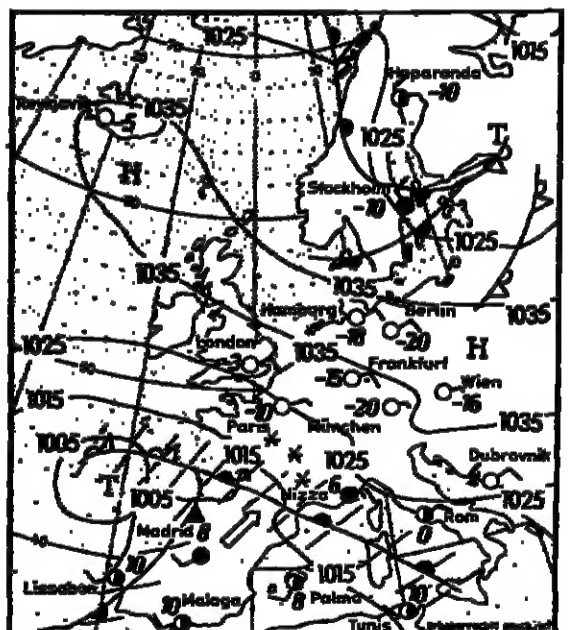 1025
1015
Haparanda
-10
Reykjavik
1035
-5
1025
T
H
Stockholm
-10
1025
1035
1035
Hamburg
Berlin
1035
-18
-20
London
1025
1035
H
Frankfurt
-15
Wien
-16
1015
-10
-20
Paris
München
1035
1005
1015
1025
Dubrovnik
T
1005
Nizza
6
1025
Rom
0
Madrid 8
10
1015
Lissabon
10
Malaga
8
Palma
10
Tunis